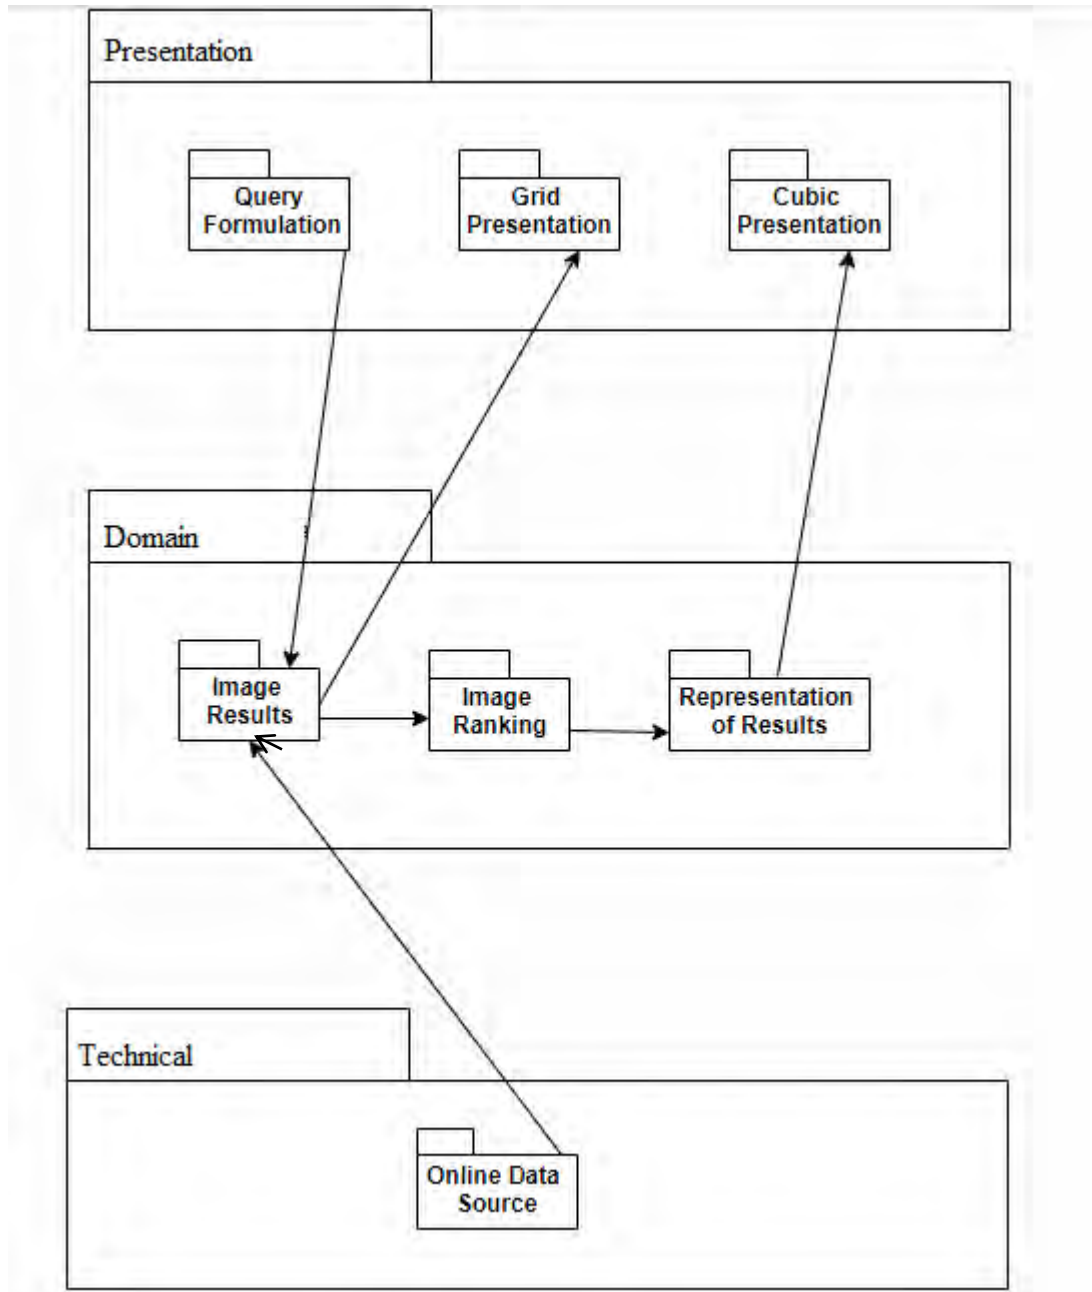 Presentation
Query
Formulation
Grid
Presentation
Cubic
Presentation
Domain
Image
Results
Image
Ranking
Representation
of Results
Technical
Online Data
Source